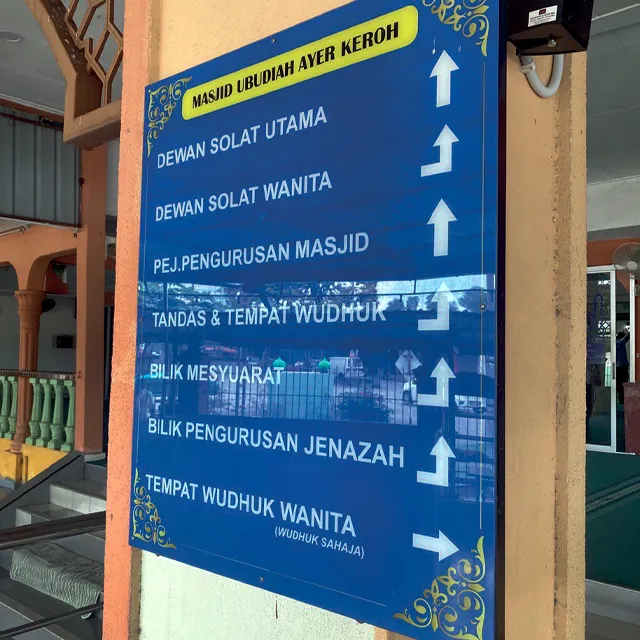 MASJID UBUDIAH AYER KEROH
DEWAN SOLAT UTAMA
DEWAN SOLAT WANITA
PEJ.PENGURUSAN MASJID
TANDAS & TEMPAT WUDHUK
BILIK MESYUARAT
BILIK PENGURUSAN JENAZAH
TEMPAT WUDHUK WANITA
(WUDHUK SAHAJA)